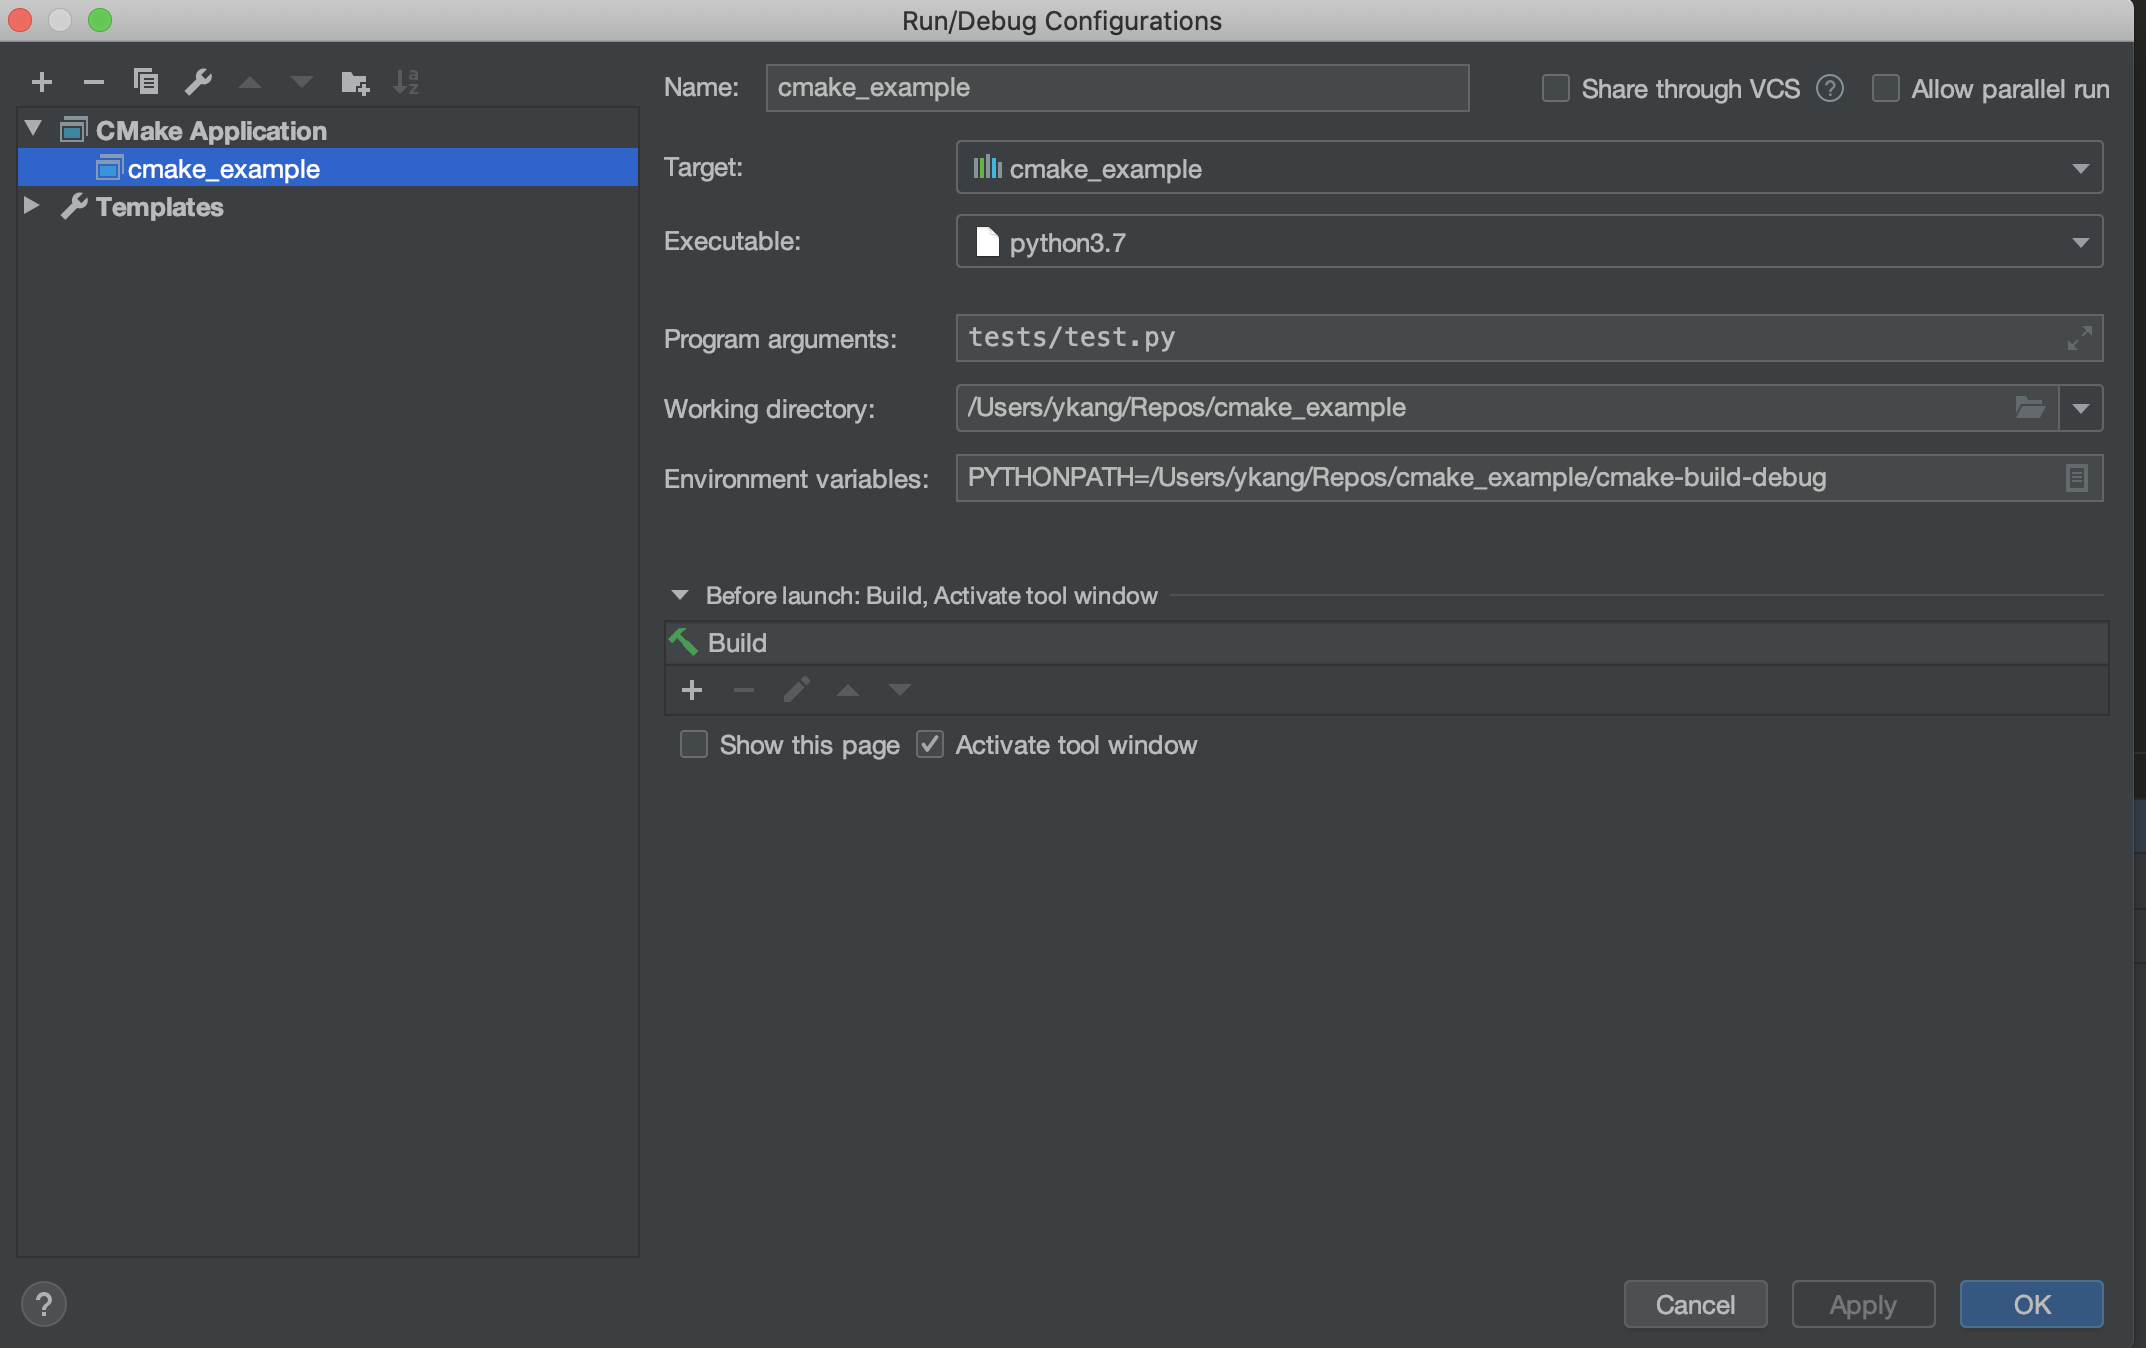 Run/Debug Configurations
Name: cmake_example Share through VCS ? Allow parallel run
CMake Application
cmake_example
Templates
Target: cmake_example
Executable: python3.7
Program arguments: tests/test.py
Working directory: /Users/ykang/Repos/cmake_example
Environment variables: PYTHONPATH=/Users/ykang/Repos/cmake_example/cmake-build-debug
Before launch: Build, Activate tool window
Build
Show this page Activate tool window
? Cancel Apply OK